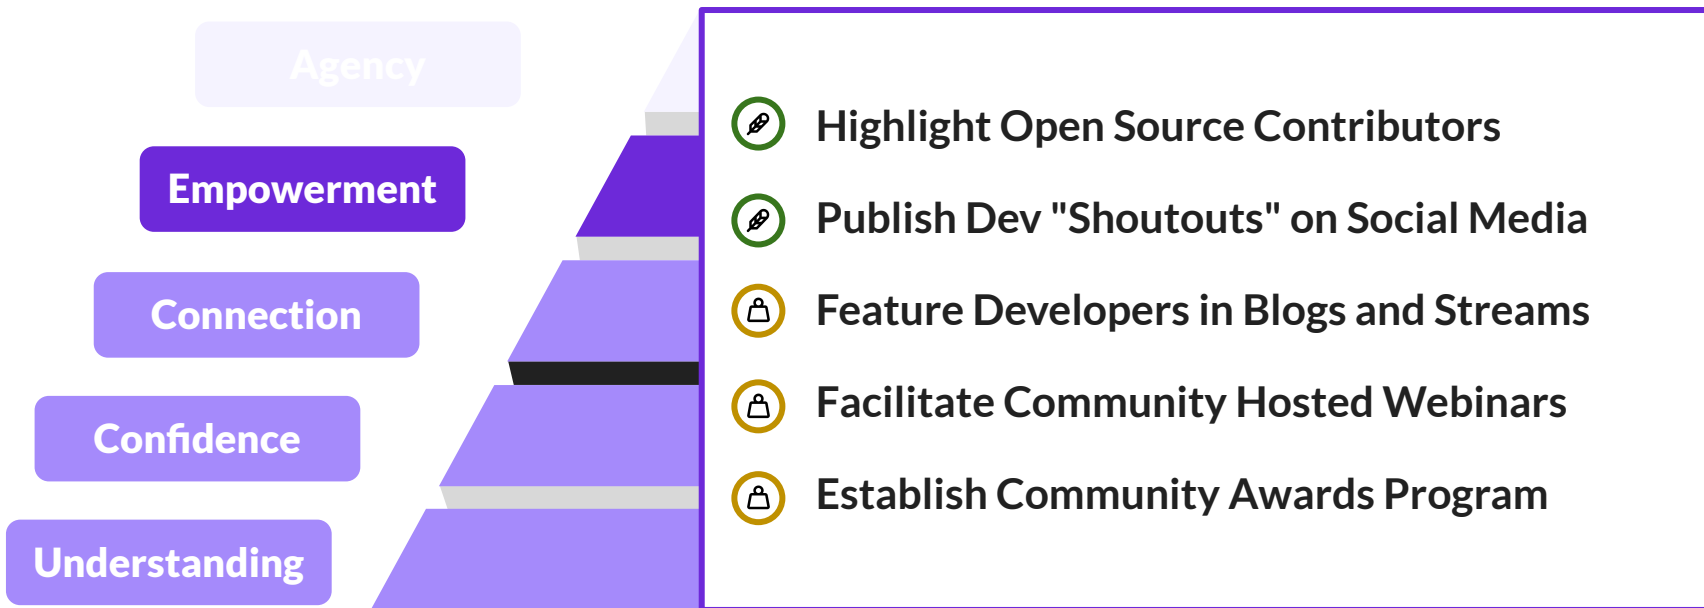 Agency
Empowerment
Connection
Confidence
Understanding
Highlight Open Source Contributors
Publish Dev "Shoutouts" on Social Media
Feature Developers in Blogs and Streams
Facilitate Community Hosted Webinars
Establish Community Awards Program